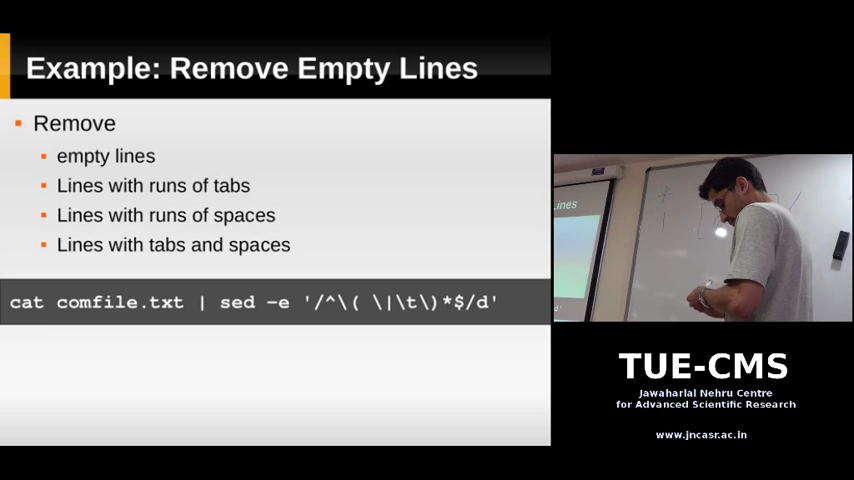 Example: Remove Empty Lines
Remove
empty lines
Lines with runs of tabs
Lines with runs of spaces
Lines with tabs and spaces
cat comfile.txt | sed –e '/^\( \|\t\)*$/d'
Lines
d'
TUE-CMS
Jawaharlal Nehru Centre
for Advanced Scientific Research
www.jncasr.ac.in